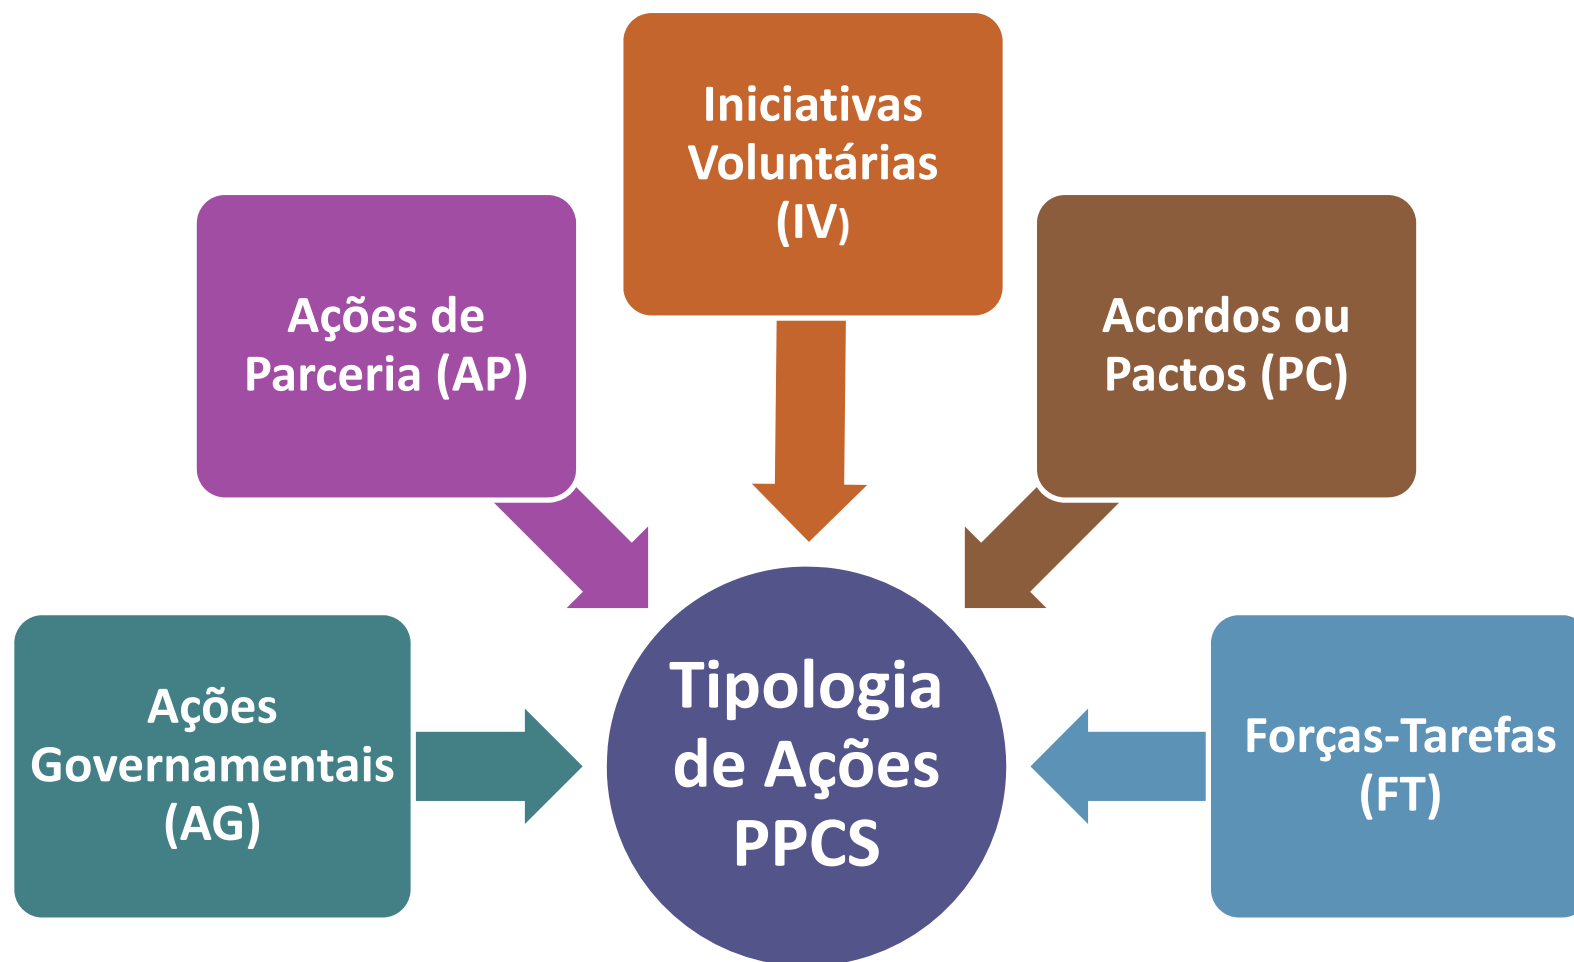 Iniciativas
Voluntárias
(IV)
Ações de
Parceria (AP)
Acordos ou
Pactos (PC)
Ações
Governamentais
(AG)
Tipologia
de Ações
PPCS
Forças-Tarefas
(FT)